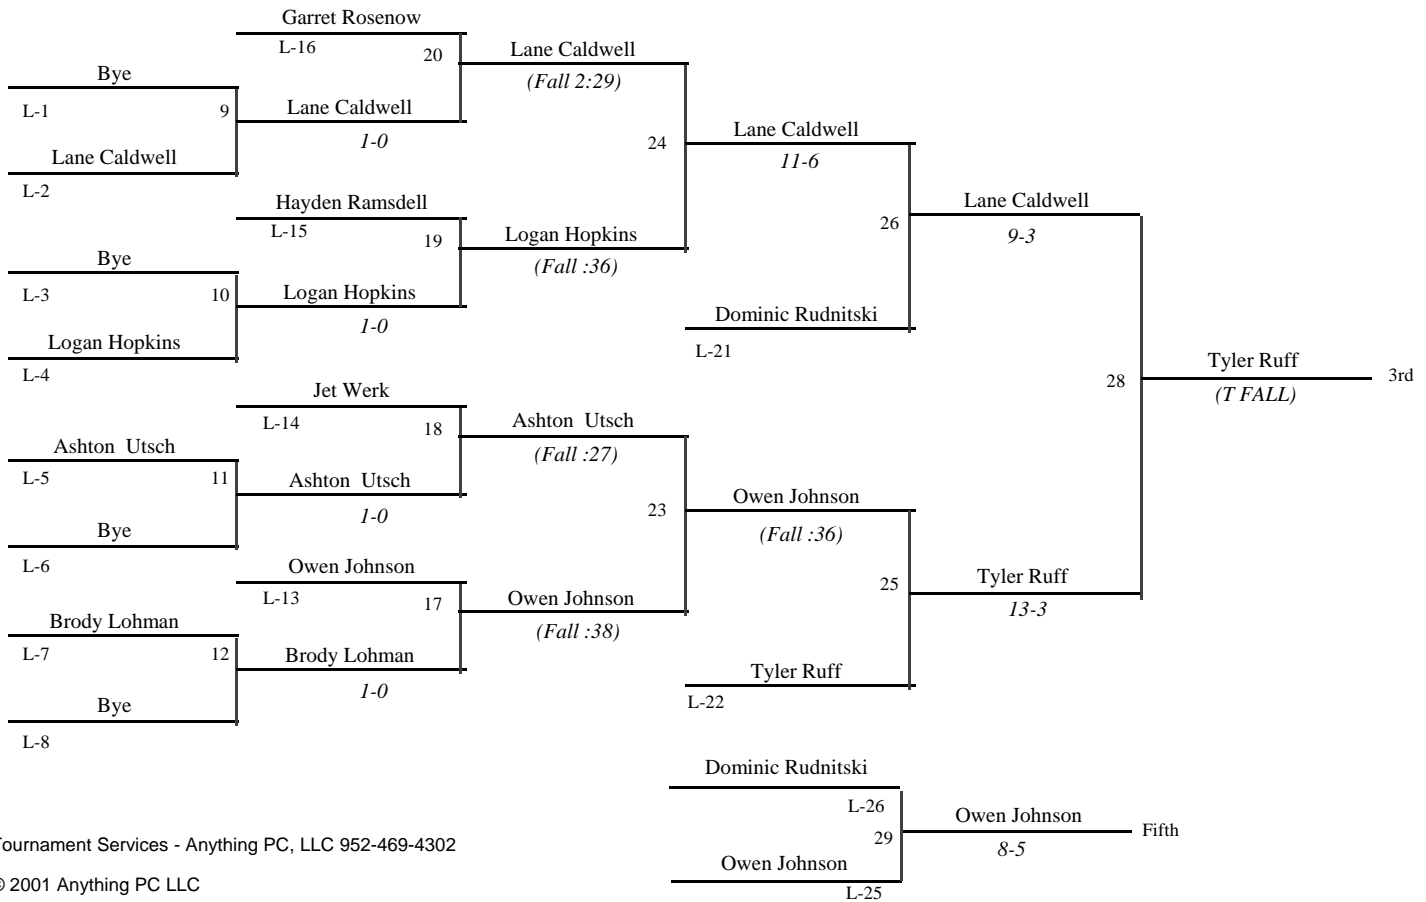 Garret Rosenow
L-16
20
Lane Caldwell
(Fall 2:29)
Bye
L-1
9
Lane Caldwell
1-0
Lane Caldwell
L-2
24
Lane Caldwell
11-6
Hayden Ramsdell
L-15
19
Logan Hopkins
(Fall :36)
26
Lane Caldwell
9-3
Bye
L-3
10
Logan Hopkins
1-0
Logan Hopkins
L-4
Dominic Rudnitski
L-21
Jet Werk
L-14
18
Ashton  Utsch
(Fall :27)
28
Tyler Ruff
(T FALL)
3rd
Ashton  Utsch
L-5
11
Ashton  Utsch
1-0
Bye
L-6
23
Owen Johnson
(Fall :36)
Owen Johnson
L-13
17
Owen Johnson
(Fall :38)
25
Tyler Ruff
13-3
Brody Lohman
L-7
12
Brody Lohman
1-0
Bye
L-8
Tyler Ruff
L-22
Dominic Rudnitski
L-26
29
Owen Johnson
8-5
Fifth
Owen Johnson
L-25
Tournament Services - Anything PC, LLC 952-469-4302
© 2001 Anything PC LLC